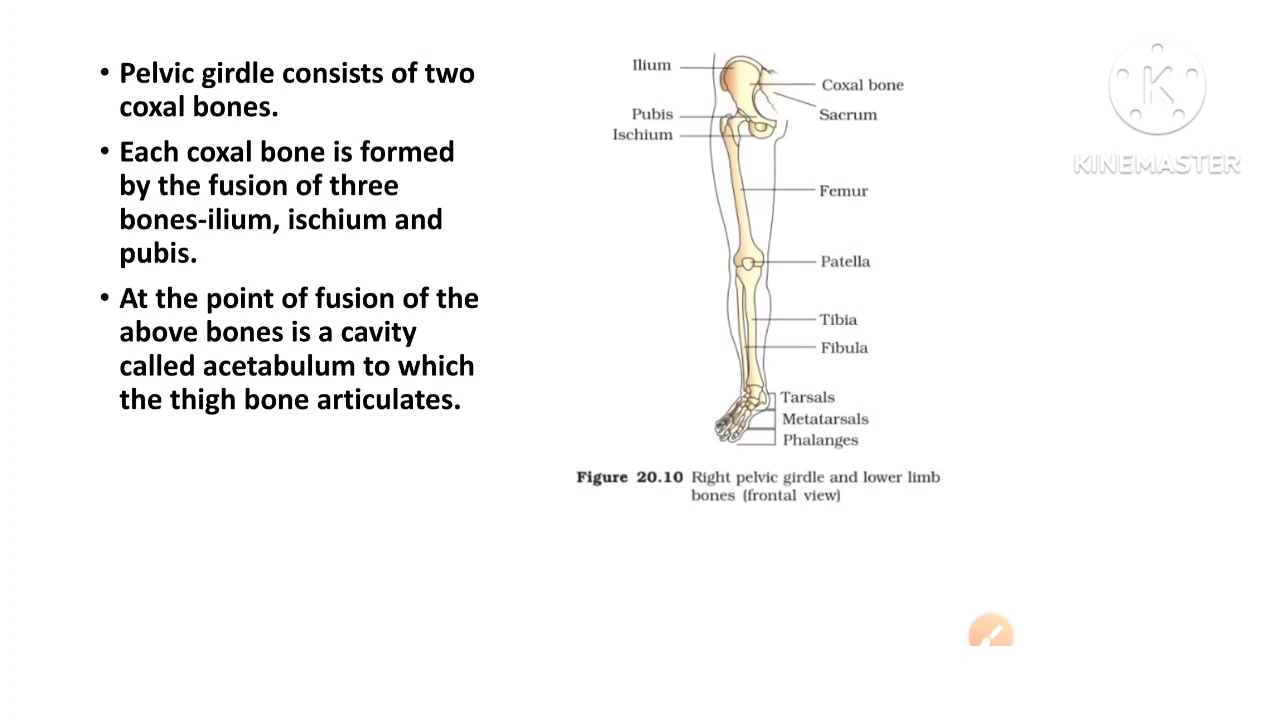 • Pelvic girdle consists of two
coxal bones.
• Each coxal bone is formed
by the fusion of three
bones-ilium, ischium and
pubis.
• At the point of fusion of the
above bones is a cavity
called acetabulum to which
the thigh bone articulates.
Ilium
Coxal bone
Pubis
Sacrum
Ischium
Femur
Patella
Tibia
Fibula
Tarsals
Metatarsals
Phalanges
Figure 20.10 Right pelvic girdle and lower limb
bones (frontal view)
K
KINEMASTER